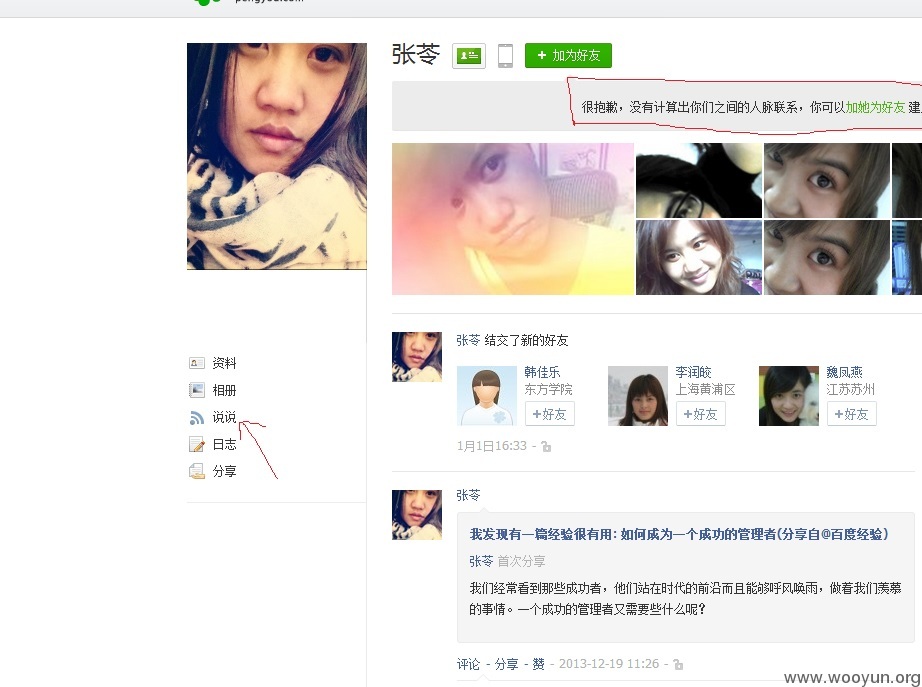 pengyou.com
张苓
+ 加为好友
很抱歉，没有计算出你们之间的人脉联系，你可以加她为好友 建
资料
相册
说说
日志
分享
张苓 结交了新的好友
韩佳乐
东方学院
+好友
李润皎
上海黄浦区
+好友
魏凤燕
江苏苏州
+好友
1月1日16:33 -
张苓
我发现有一篇经验很有用: 如何成为一个成功的管理者(分享自@百度经验)
张苓 首次分享
我们经常看到那些成功者，他们站在时代的前沿而且能够呼风唤雨，做着我们羡慕
的事情。一个成功的管理者又需要些什么呢?
评论 - 分享 - 赞 - 2013-12-19 11:26 -
www.wooyun.org